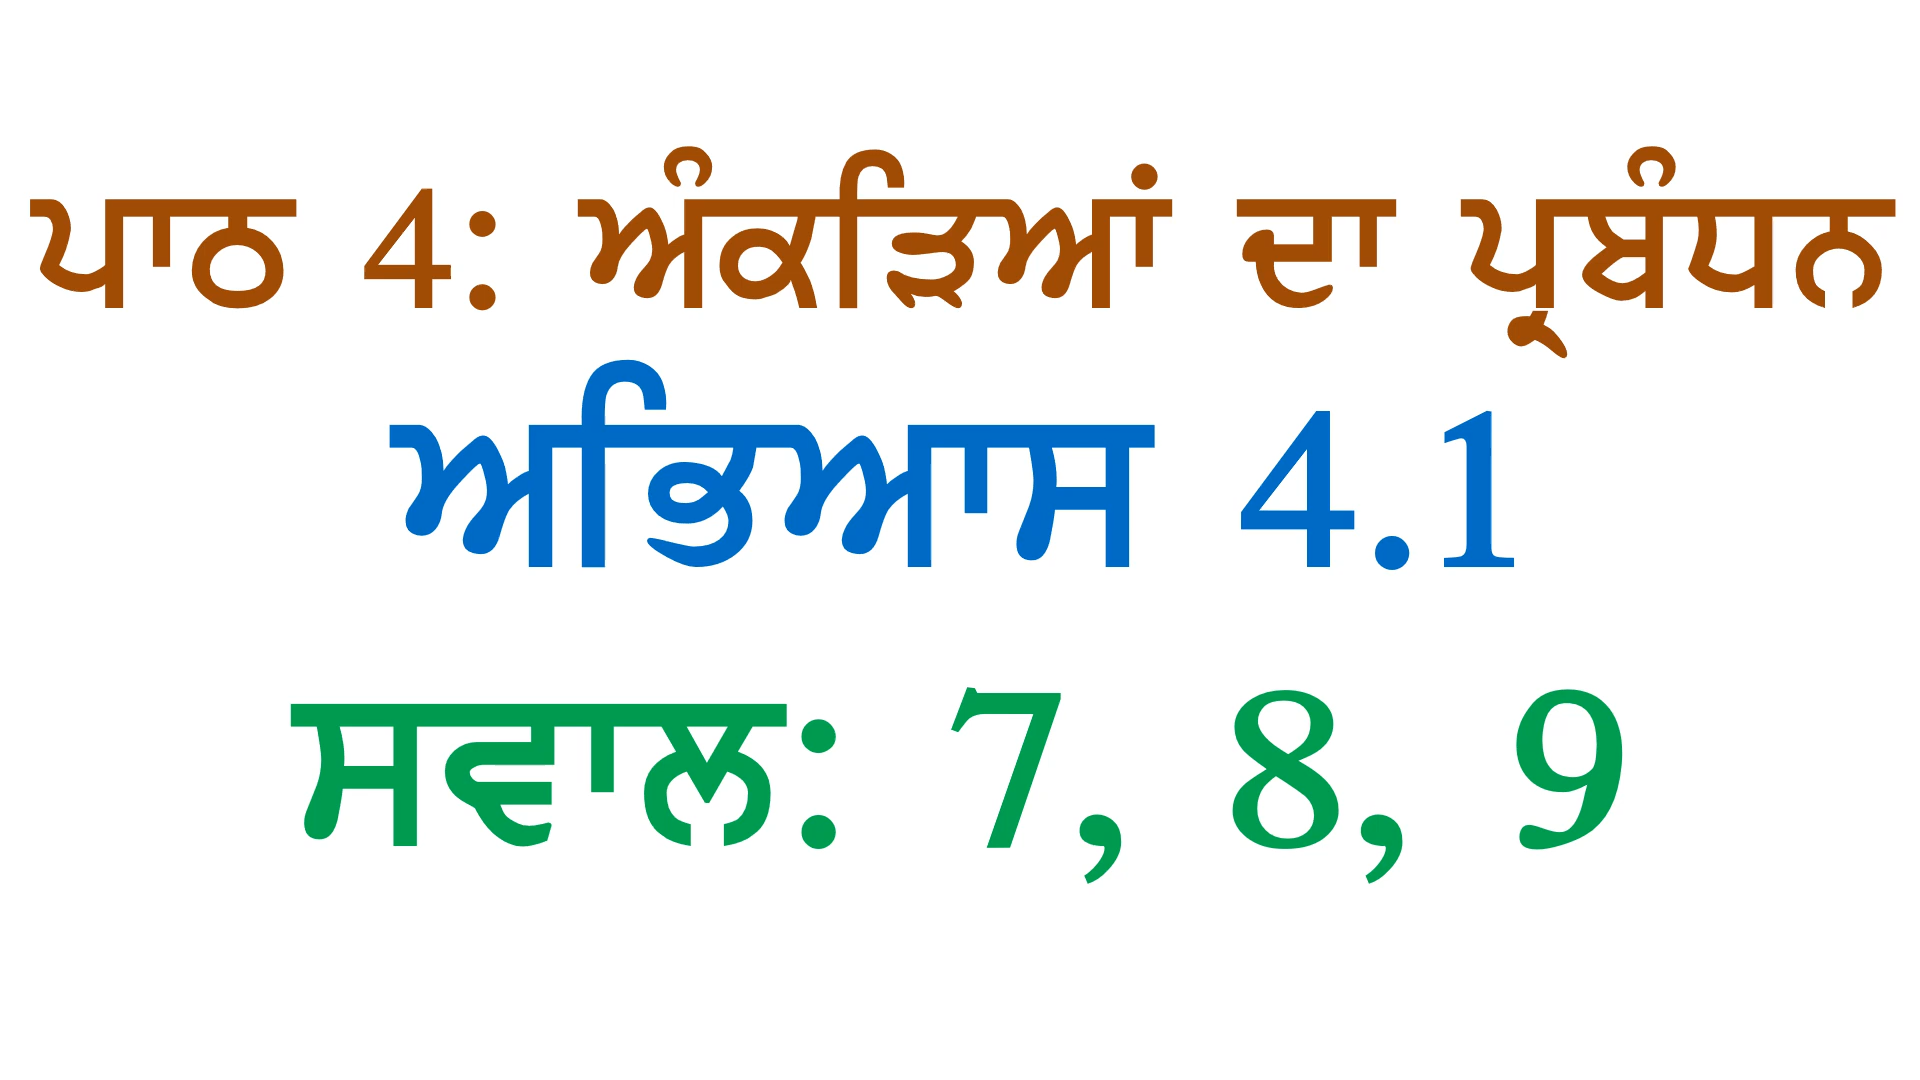 ਪਾਠ 4: ਅੰਕੜਿਆਂ ਦਾ ਪ੍ਰਬੰਧਨ
ਅਭਿਆਸ 4.1
ਸਵਾਲ: 7, 8, 9